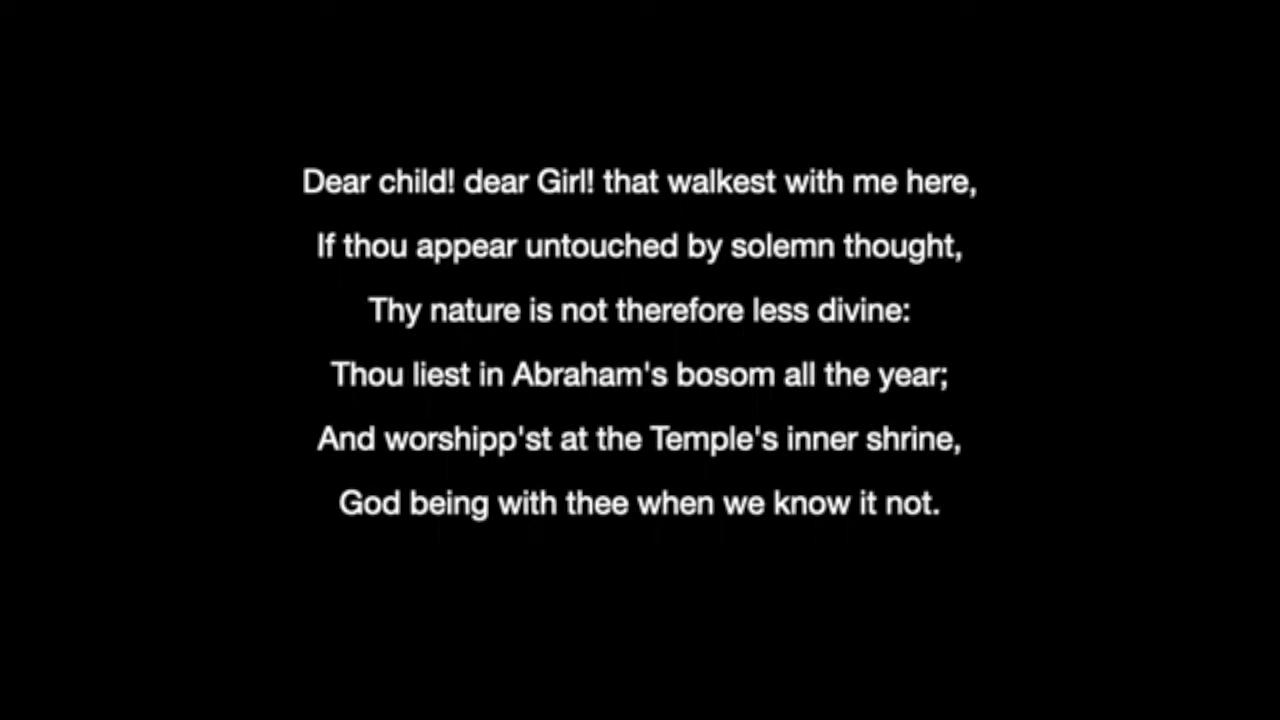 Dear child! dear Girl! that walkest with me here,
If thou appear untouched by solemn thought,
Thy nature is not therefore less divine:
Thou liest in Abraham's bosom all the year;
And worshipp'st at the Temple's inner shrine,
God being with thee when we know it not.